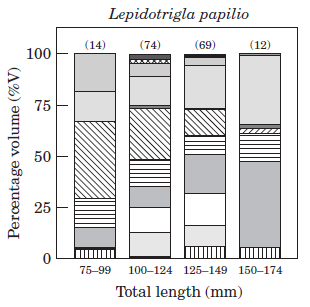 Lepidotrigla papilio
(14) (74) (69) (12)
100
75
50
25
0
Percentage volume (%V)
75–99 100–124 125–149 150–174
Total length (mm)